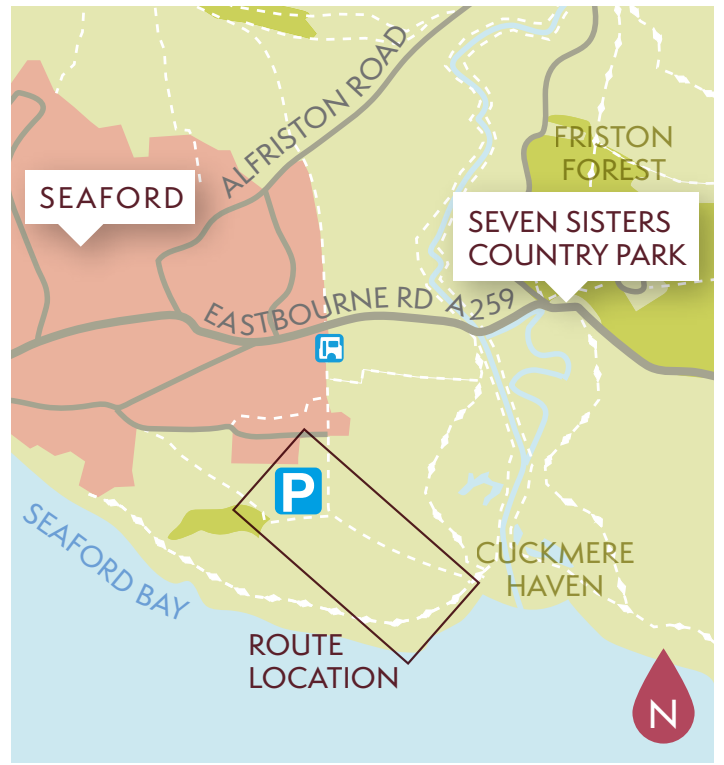 ALFRISTON ROAD
FRISTON
FOREST
SEAFORD
SEVEN SISTERS
COUNTRY PARK
EASTBOURNE RD A259
P
SEAFORD BAY
CUCKMERE
HAVEN
ROUTE
LOCATION
N